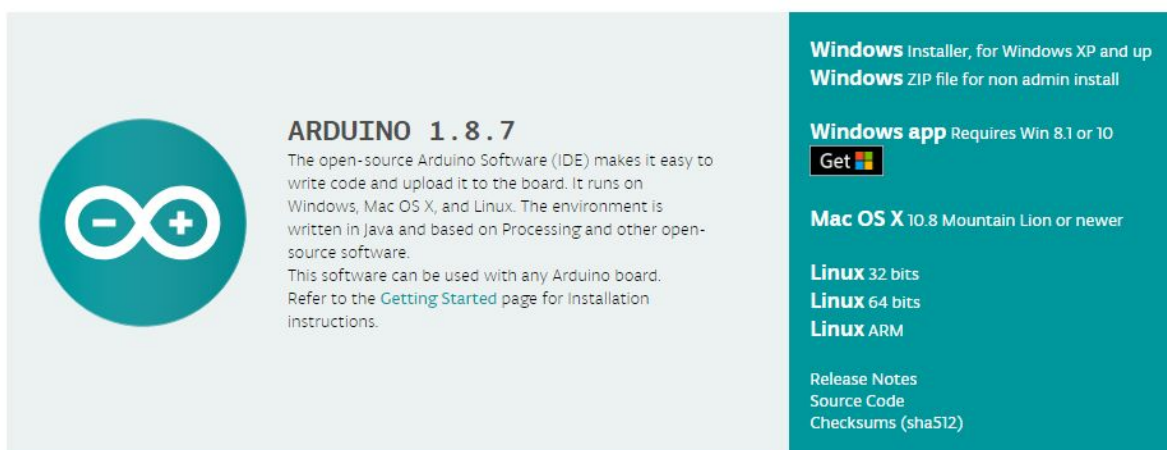 ARDUINO 1.8.7
The open-source Arduino Software (IDE) makes it easy to
write code and upload it to the board. It runs on
Windows, Mac OS X, and Linux. The environment is
written in Java and based on Processing and other open-
source software.
This software can be used with any Arduino board.
Refer to the Getting Started page for Installation
instructions.
Windows Installer, for Windows XP and up
Windows ZIP file for non admin install
Windows app Requires Win 8.1 or 10
Get
Mac OS X 10.8 Mountain Lion or newer
Linux 32 bits
Linux 64 bits
Linux ARM
Release Notes
Source Code
Checksums (sha512)